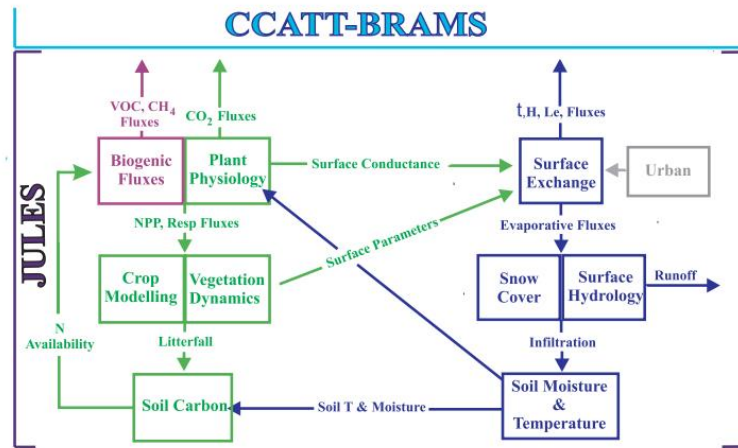 CCATT-BRAMS
JULES
VOC, CH4
Fluxes
CO2 Fluxes
t,H, Le, Fluxes
Biogenic
Fluxes
Plant
Physiology
Surface Conductance
Surface
Exchange
Urban
NPP, Resp Fluxes
Surface Parameters
Evaporative Fluxes
Crop
Modelling
Vegetation
Dynamics
Snow
Cover
Surface
Hydrology
Runoff
N
Availability
Litterfall
Infiltration
Soil Carbon
Soil T & Moisture
Soil Moisture
&
Temperature